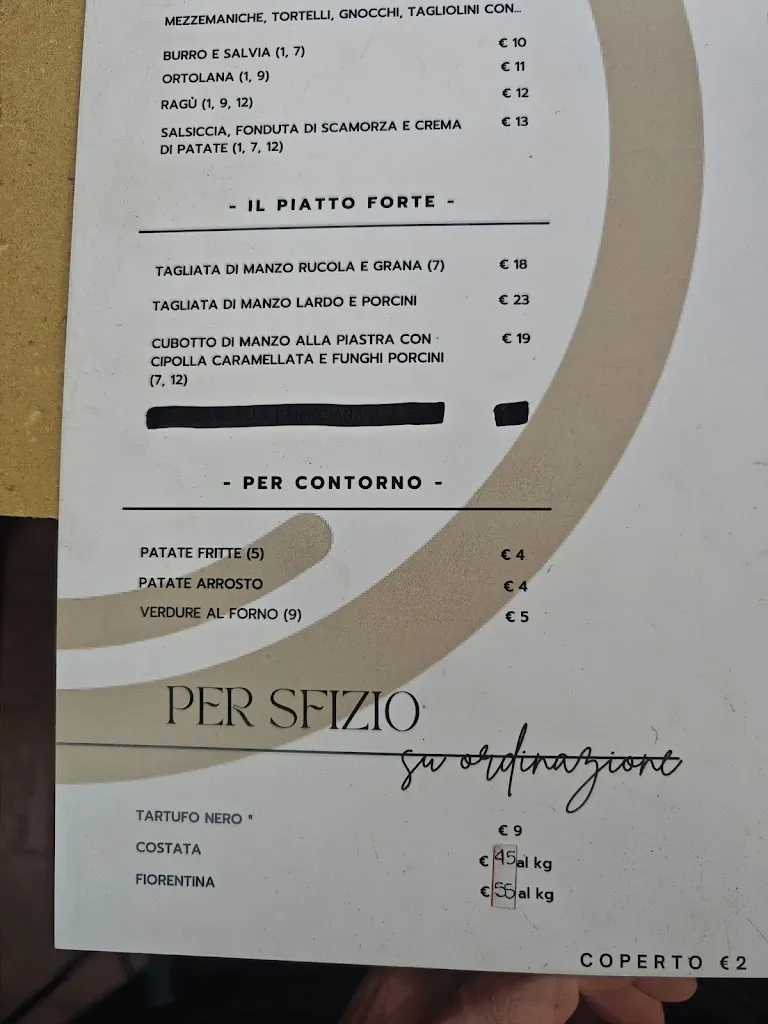 MEZZEMANICHE, TORTELLI, GNOCCHI, TAGLIOLINI CON...
BURRO E SALVIA (1, 7) € 10
ORTOLANA (1, 9) € 11
RAGÙ (1, 9, 12) € 12
SALSICCIA, FONDUTA DI SCAMORZA E CREMA € 13
DI PATATE (1, 7, 12)
- IL PIATTO FORTE -
TAGLIATA DI MANZO RUCOLA E GRANA (7) € 18
TAGLIATA DI MANZO LARDO E PORCINI € 23
CUBOTTO DI MANZO ALLA PIASTRA CON € 19
CIPOLLA CARAMELLATA E FUNGHI PORCINI
(7, 12)
- PER CONTORNO -
PATATE FRITTE (5) € 4
PATATE ARROSTO € 4
VERDURE AL FORNO (9) € 5
PER SFIZIO
su ordinazione
TARTUFO NERO * € 9
COSTATA € 45 al kg
FIORENTINA € 55 al kg
COPERTO € 2